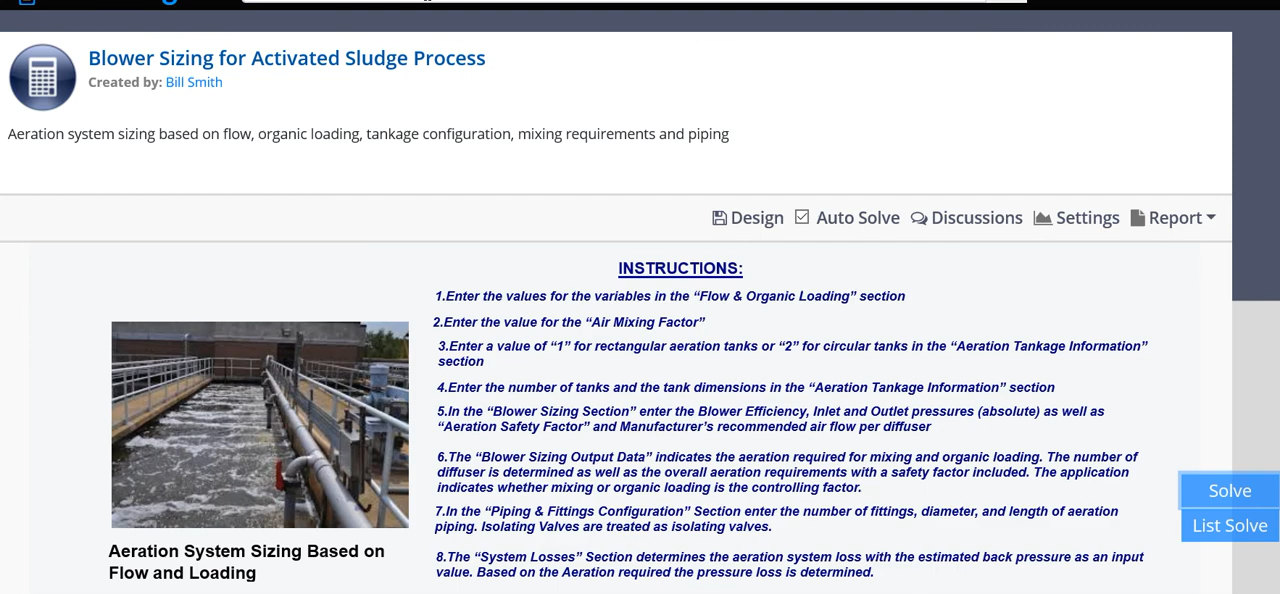 Blower Sizing for Activated Sludge Process
Created by: Bill Smith
Aeration system sizing based on flow, organic loading, tankage configuration, mixing requirements and piping
Design Auto Solve Discussions Settings Report
INSTRUCTIONS:
1.Enter the values for the variables in the “Flow & Organic Loading” section
2.Enter the value for the “Air Mixing Factor”
3.Enter a value of “1” for rectangular aeration tanks or “2” for circular tanks in the “Aeration Tankage Information”
section
4.Enter the number of tanks and the tank dimensions in the “Aeration Tankage Information” section
5.In the “Blower Sizing Section” enter the Blower Efficiency, Inlet and Outlet pressures (absolute) as well as
“Aeration Safety Factor” and Manufacturer’s recommended air flow per diffuser
6.The “Blower Sizing Output Data” indicates the aeration required for mixing and organic loading. The number of
diffuser is determined as well as the overall aeration requirements with a safety factor included. The application
indicates whether mixing or organic loading is the controlling factor.
7.In the “Piping & Fittings Configuration” Section enter the number of fittings, diameter, and length of aeration
piping. Isolating Valves are treated as isolating valves.
8.The “System Losses” Section determines the aeration system loss with the estimated back pressure as an input
value. Based on the Aeration required the pressure loss is determined.
Aeration System Sizing Based on
Flow and Loading
Solve
List Solve